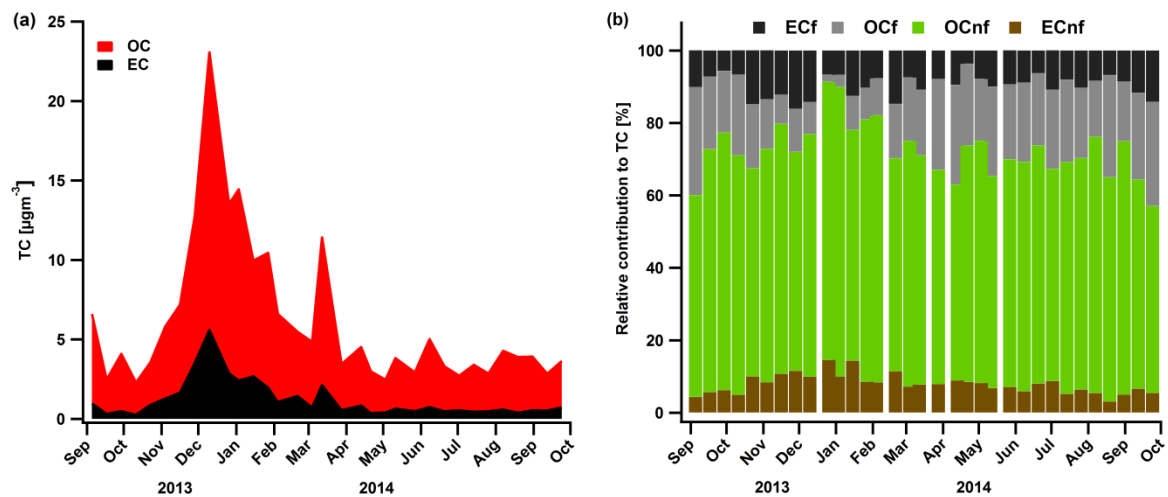 (a)
25
20
15
10
5
0
TC [µgm-3]
OC
EC
Sep Oct Nov Dec Jan Feb Mar Apr May Jun Jul Aug Sep Oct
2013 2014
(b)
ECf OCf OCnf ECnf
100
80
60
40
20
0
Relative contribution to TC [%]
Sep Oct Nov Dec Jan Feb Mar Apr May Jun Jul Aug Sep Oct
2013 2014